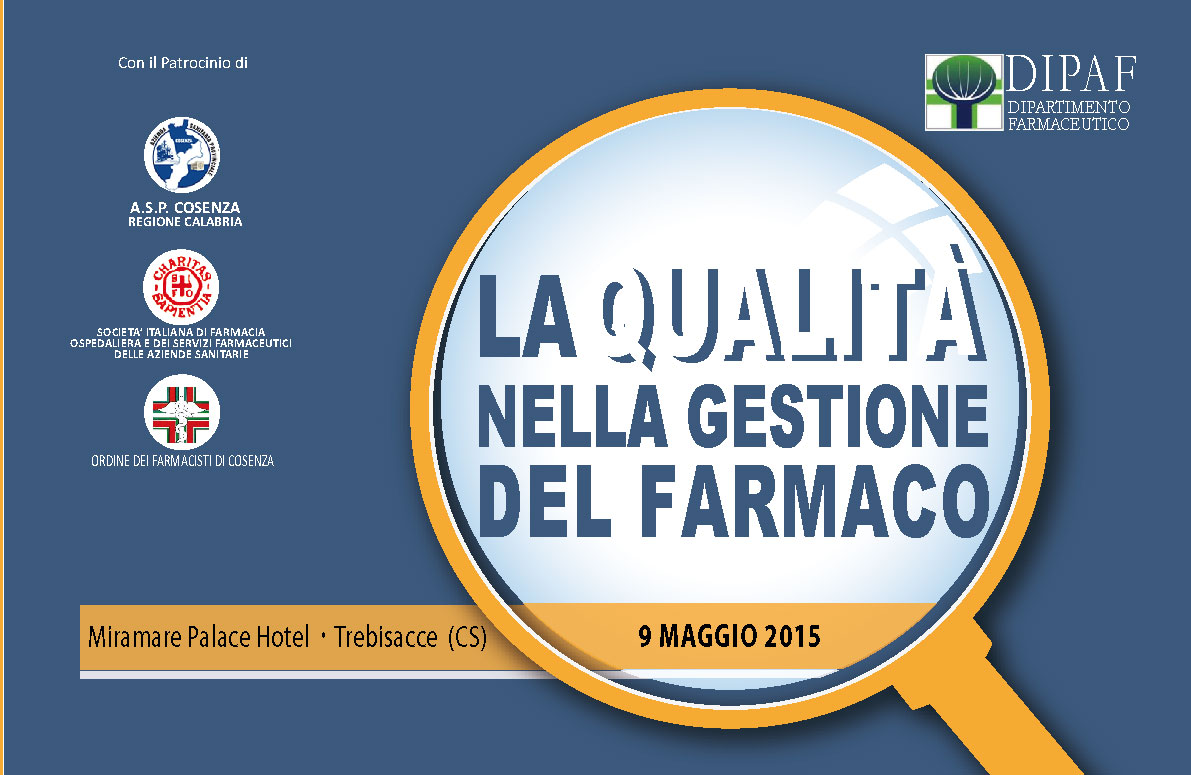 Con il Patrocinio di
A.S.P. COSENZA
REGIONE CALABRIA
CHARITAS
SAPIENTIA
SOCIETA' ITALIANA DI FARMACIA
OSPEDALIERA E DEI SERVIZI FARMACEUTICI
DELLE AZIENDE SANITARIE
ORDINE DEI FARMACISTI DI COSENZA
DIPAF
DIPARTIMENTO
FARMACEUTICO
LA QUALITÀ
NELLA GESTIONE
DEL FARMACO
Miramare Palace Hotel · Trebisacce (CS)
9 MAGGIO 2015